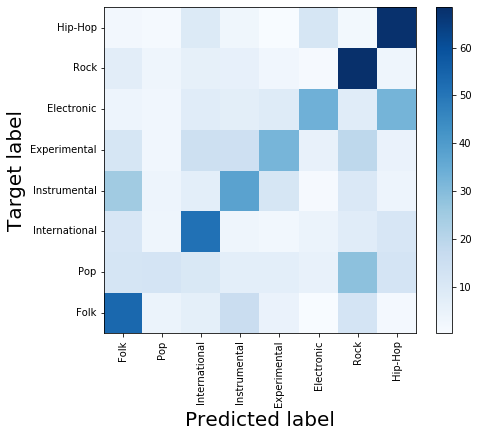 Hip-Hop
Rock
Electronic
Experimental
Instrumental
International
Pop
Folk
Target label
Folk
Pop
International
Instrumental
Experimental
Electronic
Rock
Hip-Hop
Predicted label
60
50
40
30
20
10